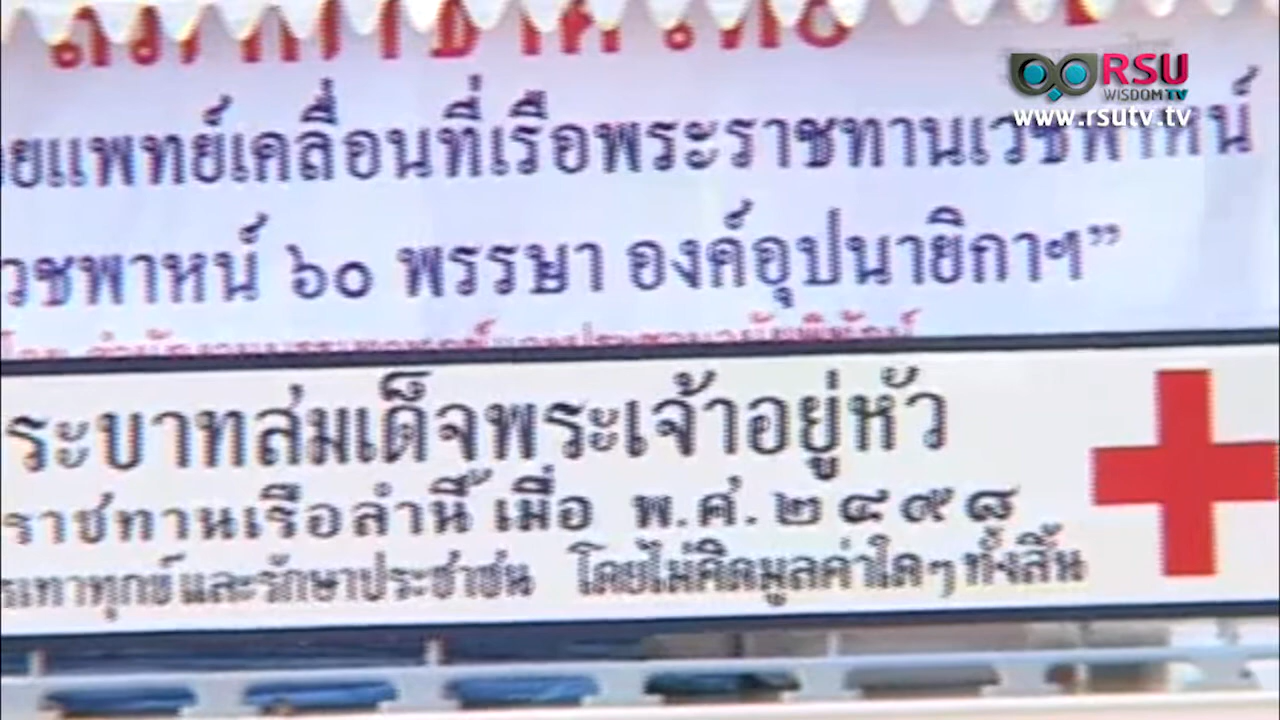 RSU
WISDOM TV
www.rsutv.tv
แพทย์เคลื่อนที่เรือพระราชทานเวชพาหน์
วชพาหน์ ๖๐ พรรษา องค์อุปนายิกาฯ”
ระบาทสมเด็จพระเจ้าอยู่หัว
ราชทานเรือลำนี้ เมื่อ พ.ศ. ๒๔๙๘
เทาทุกข์และรักษาประชาชน โดยไม่คิดมูลค่าใดๆทั้งสิ้น